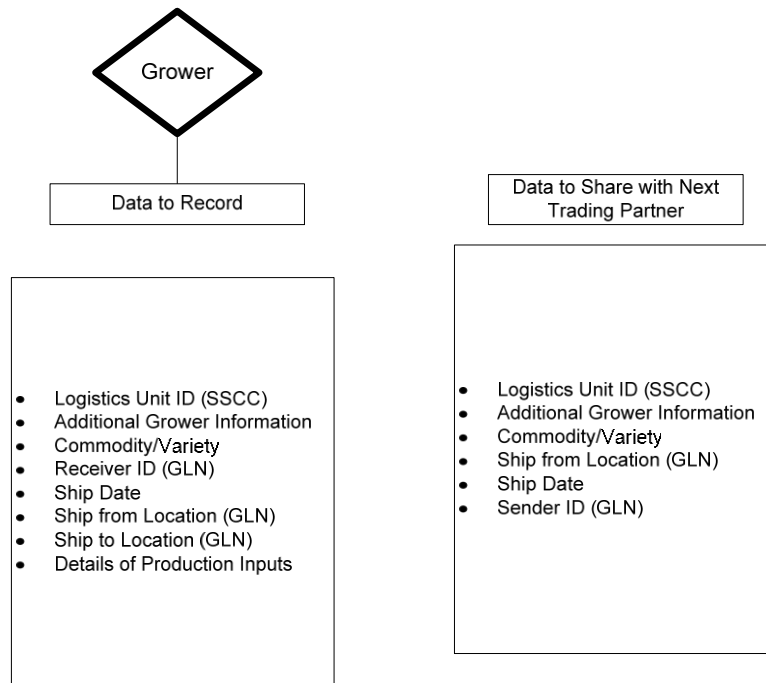 Grower
Data to Record
Data to Share with Next
Trading Partner
• Logistics Unit ID (SSCC)
• Additional Grower Information
• Commodity/Variety
• Receiver ID (GLN)
• Ship Date
• Ship from Location (GLN)
• Ship to Location (GLN)
• Details of Production Inputs
• Logistics Unit ID (SSCC)
• Additional Grower Information
• Commodity/Variety
• Ship from Location (GLN)
• Ship Date
• Sender ID (GLN)